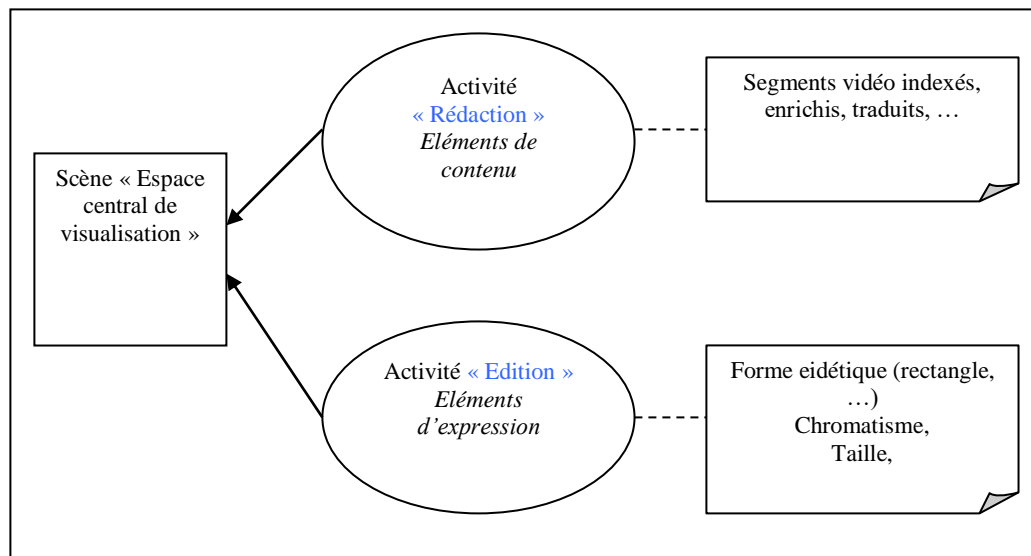 Activité
« Rédaction »
Eléments de
contenu
Segments vidéo indexés,
enrichis, traduits, …
Scène « Espace
central de
visualisation »
Activité « Edition »
Eléments
d’expression
Forme eidétique (rectangle,
…)
Chromatisme,
Taille,